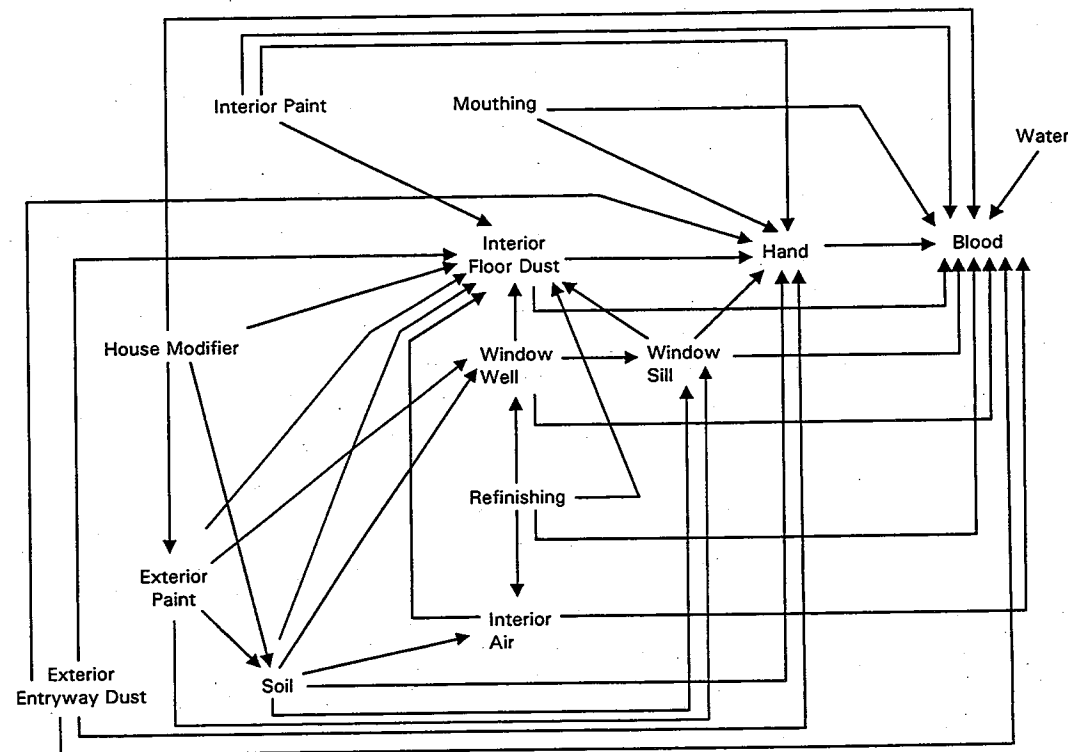 Interior Paint
Mouthing
Water
Interior
Floor Dust
Hand
Blood
House Modifier
Window
Well
Window
Sill
Refinishing
Exterior
Paint
Interior
Air
Soil
Exterior
Entryway Dust